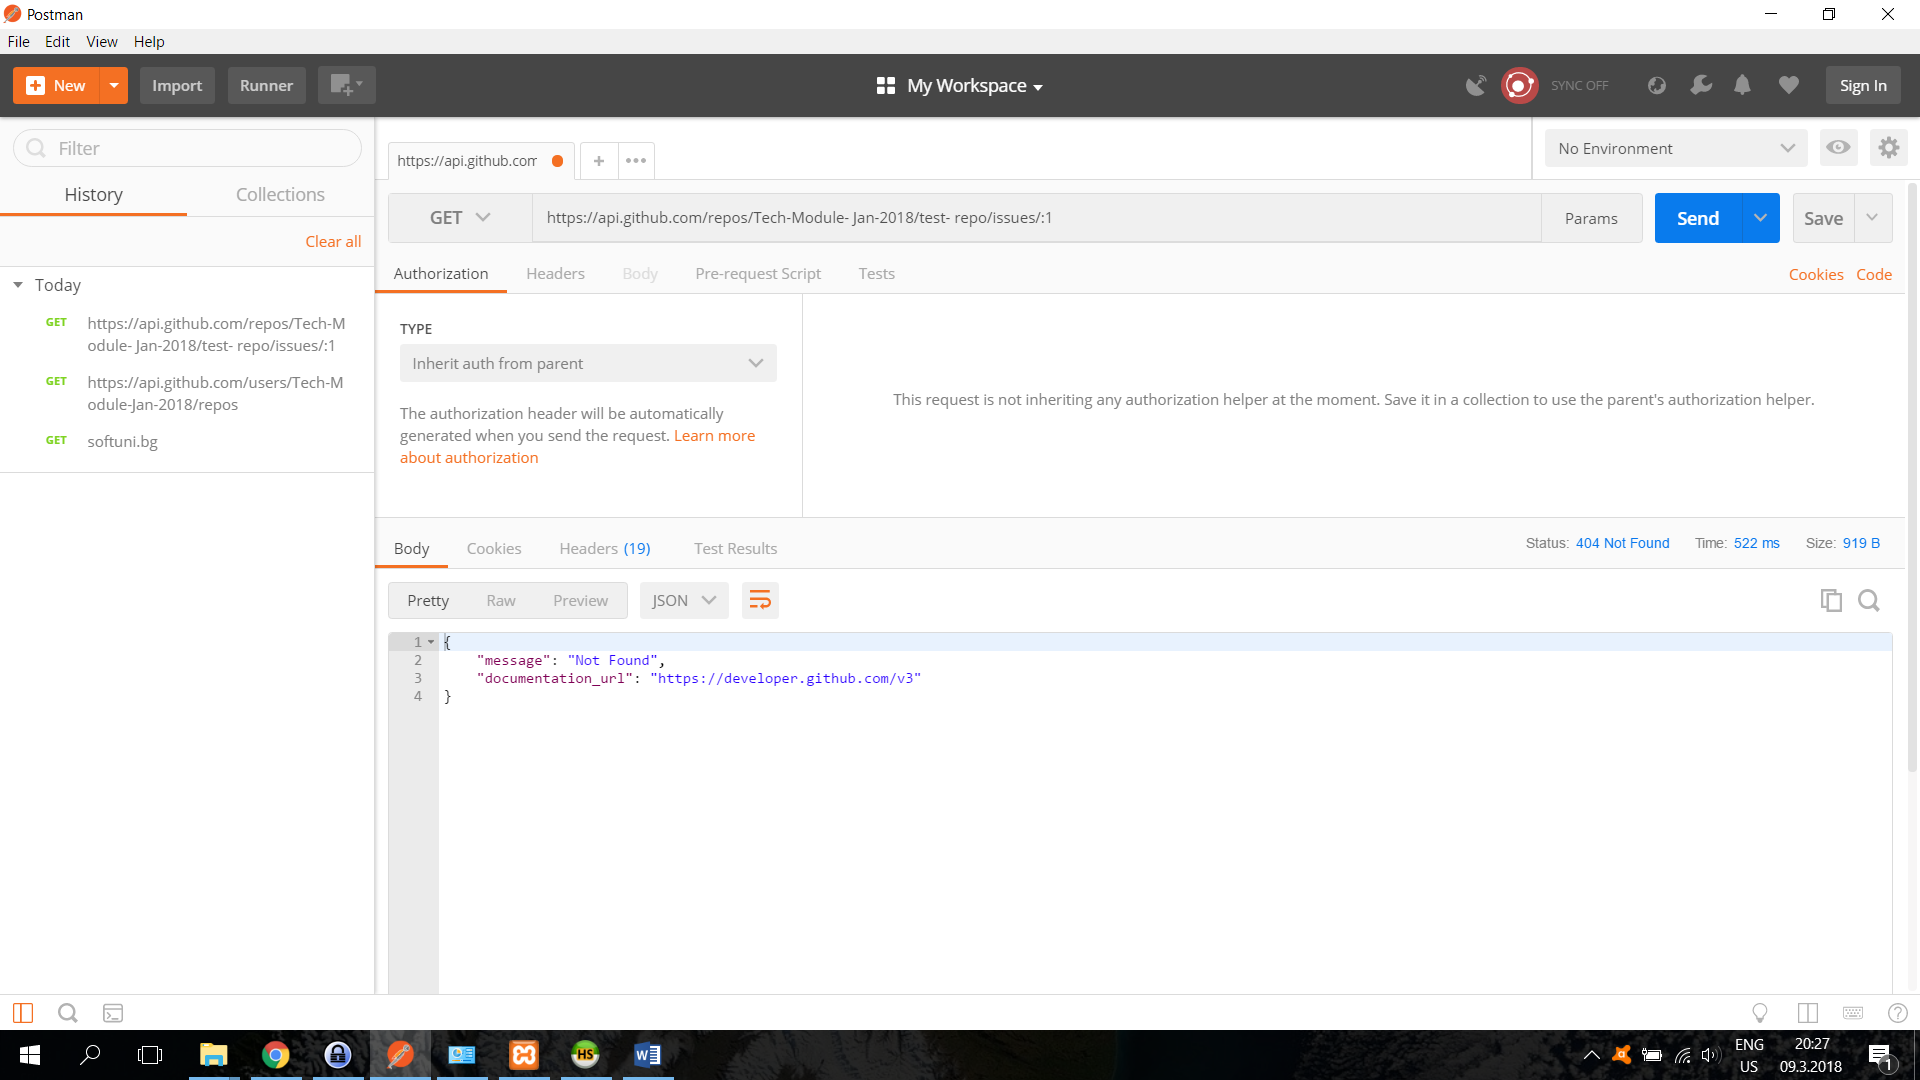 Postman
File Edit View Help
New Import Runner My Workspace SYNC OFF Sign In
Filter
History Collections
Clear all
Today
GET https://api.github.com/repos/Tech-M
odule- Jan-2018/test- repo/issues/:1
GET https://api.github.com/users/Tech-M
odule-Jan-2018/repos
GET softuni.bg
https://api.github.com
No Environment
GET https://api.github.com/repos/Tech-Module- Jan-2018/test- repo/issues/:1 Params Send Save
Authorization Headers Body Pre-request Script Tests Cookies Code
TYPE
Inherit auth from parent
The authorization header will be automatically
generated when you send the request. Learn more
about authorization
This request is not inheriting any authorization helper at the moment. Save it in a collection to use the parent's authorization helper.
Body Cookies Headers (19) Test Results Status: 404 Not Found Time: 522 ms Size: 919 B
Pretty Raw Preview JSON
1 {
2 "message": "Not Found",
3 "documentation_url": "https://developer.github.com/v3"
4 }
HS
W
ENG
US
20:27
09.3.2018
1